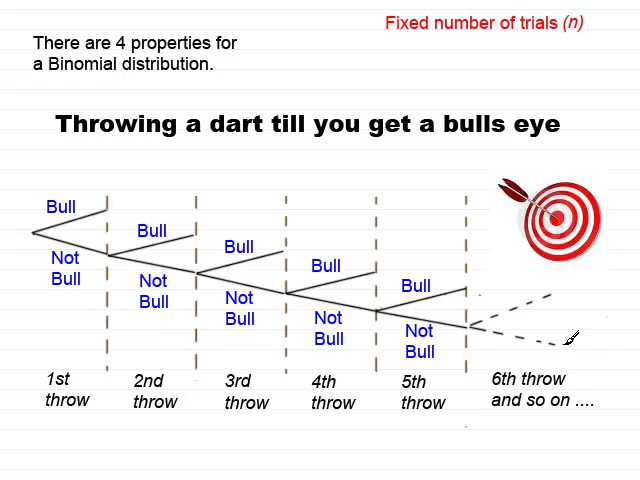 Fixed number of trials (n)
There are 4 properties for
a Binomial distribution.
Throwing a dart till you get a bulls eye
Bull
Not
Bull
Bull
Not
Bull
Bull
Not
Bull
Bull
Not
Bull
Bull
Not
Bull
1st
throw
2nd
throw
3rd
throw
4th
throw
5th
throw
6th throw
and so on ....